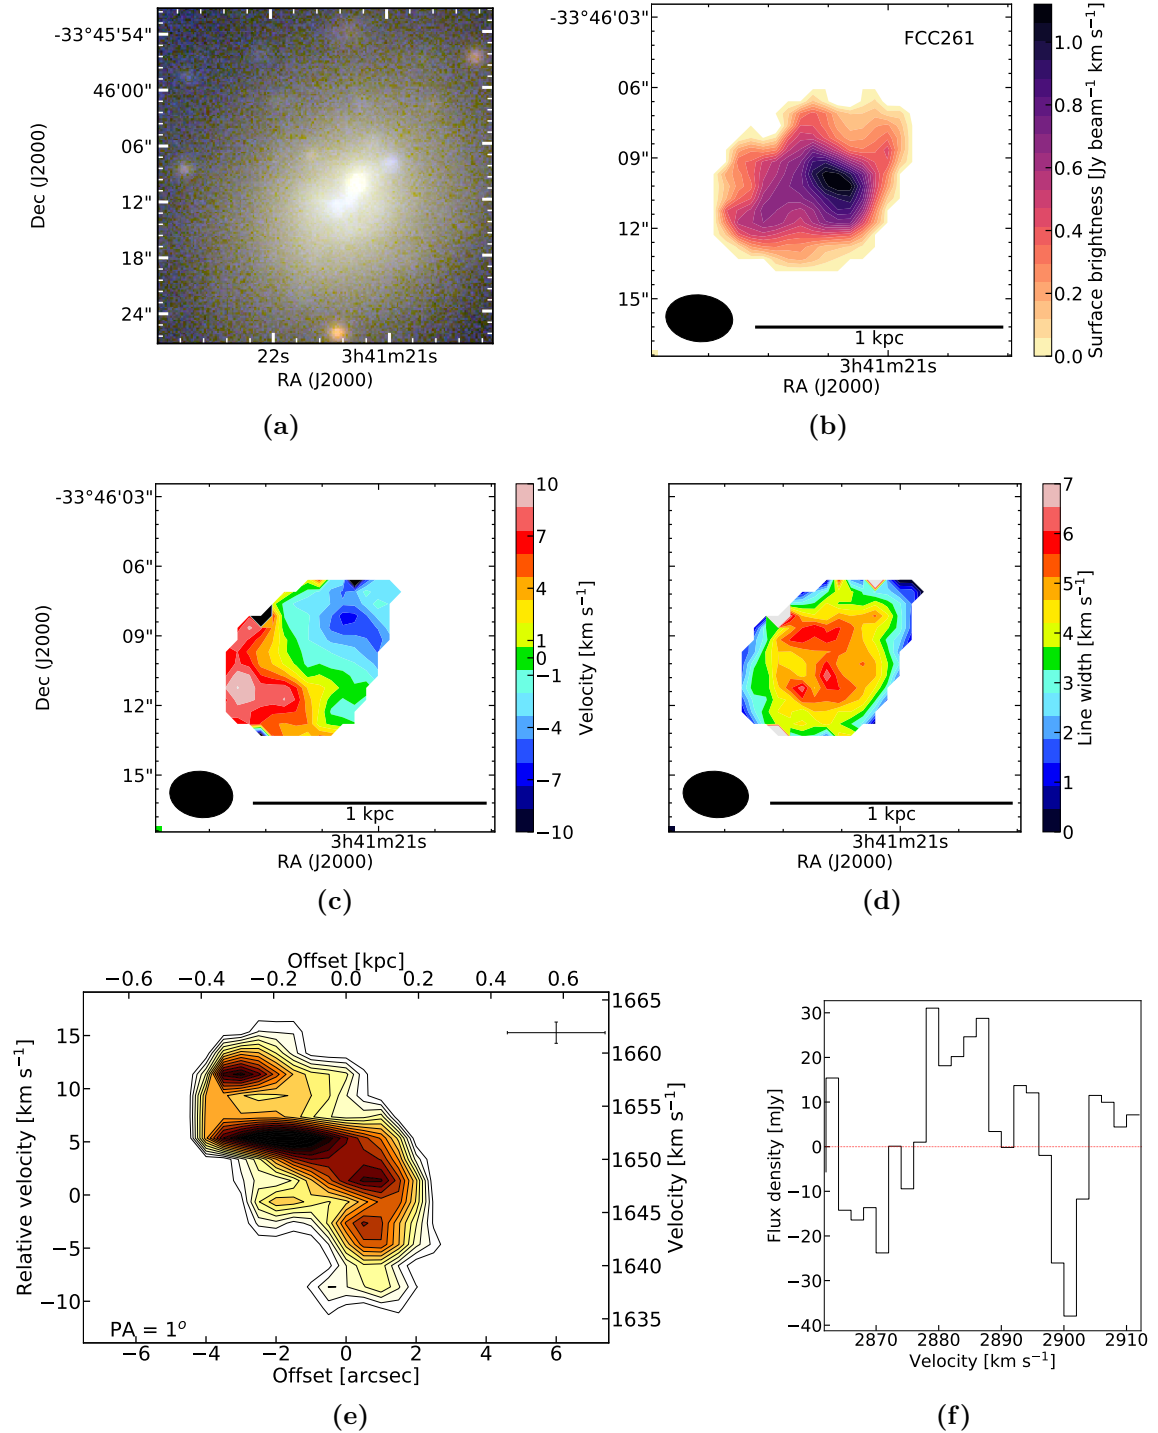 -33°45'54"
46'00"
06"
12"
18"
24"
Dec (J2000)
22s
3h41m21s
RA (J2000)
(a)
-33°46'03"
06"
09"
12"
15"
FCC261
1 kpc
3h41m21s
RA (J2000)
1.0
0.8
0.6
0.4
0.2
0.0
Surface brightness [Jy beam⁻¹ km s⁻¹]
(b)
-33°46'03"
06"
09"
12"
15"
Dec (J2000)
1 kpc
3h41m21s
RA (J2000)
10
7
4
1
0
−1
−4
−7
−10
Velocity [km s⁻¹]
(c)
1 kpc
3h41m21s
RA (J2000)
7
6
5
4
3
2
1
0
Line width [km s⁻¹]
(d)
Offset [kpc]
−0.6 −0.4 −0.2 0.0 0.2 0.4 0.6
15
10
5
0
−5
−10
Relative velocity [km s⁻¹]
1665
1660
1655
1650
1645
1640
1635
Velocity [km s⁻¹]
PA = 1°
−6 −4 −2 0 2 4 6
Offset [arcsec]
(e)
30
20
10
0
−10
−20
−30
−40
Flux density [mJy]
2870 2880 2890 2900 2910
Velocity [km s⁻¹]
(f)